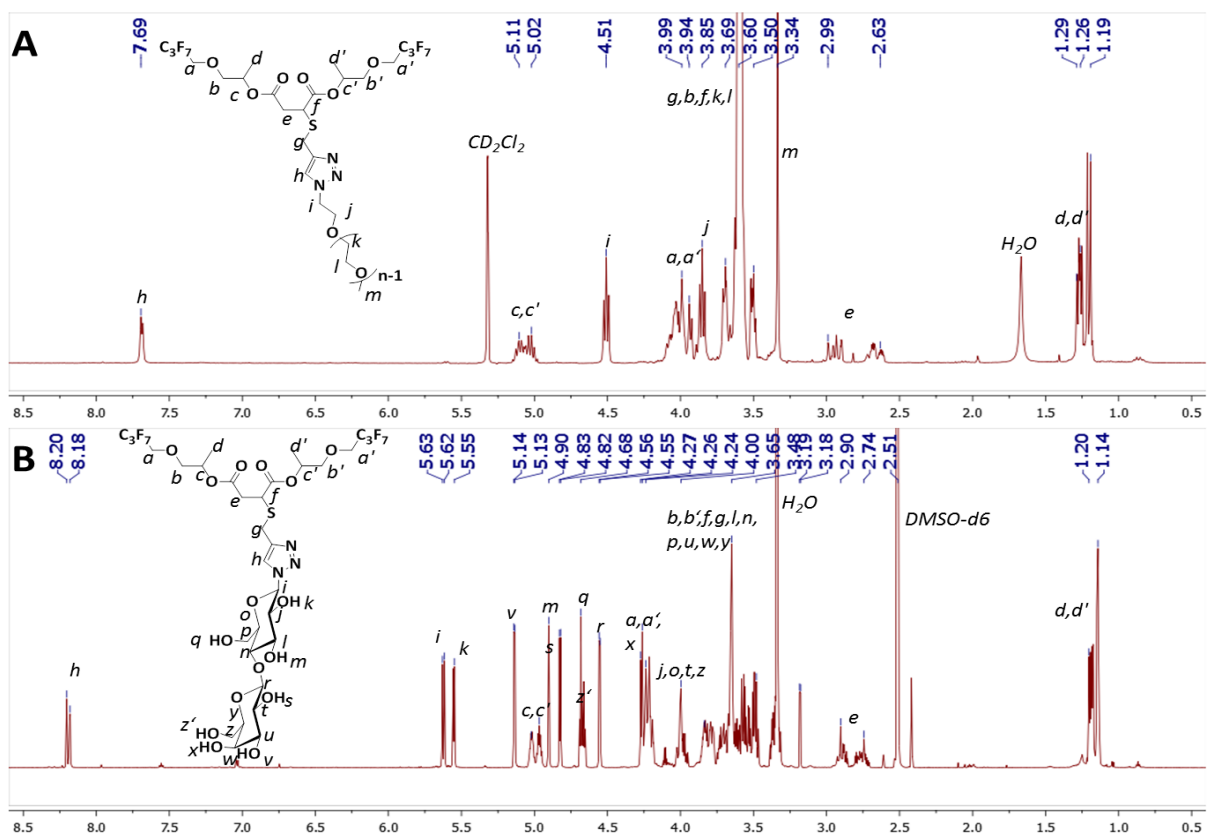 A
7.69
5.11
5.02
4.51
3.99
3.94
3.85
3.69
3.60
3.50
3.34
2.99
2.63
1.29
1.26
1.19
C3F7
C3F7
a
O
d
d'
O
a'
b
O
O
b'
c
O
O
c'
e
f
S
g
N
h
N
N
i
j
O
k
l
O
n-1
m
h
CD2Cl2
c,c'
i
a,a'
j
g,b,f,k,l
m
e
H2O
d,d'
8.5 8.0 7.5 7.0 6.5 6.0 5.5 5.0 4.5 4.0 3.5 3.0 2.5 2.0 1.5 1.0 0.5
B
8.20
8.18
5.63
5.62
5.55
5.14
5.13
4.90
4.83
4.82
4.68
4.56
4.55
4.27
4.26
4.24
4.00
3.65
3.48
3.19
3.18
2.90
2.74
2.51
1.20
1.14
C3F7
C3F7
a
O
d
d'
O
a'
b
O
O
b'
c
O
O
c'
e
f
S
g
N
h
N
N
i
O
OH
k
o
j
q
HO
p
l
n
OH
m
O
r
O
OH
s
y
t
z'
HO
z
u
x
HO
w
HO
v
h
i
k
v
c,c'
m
s
q
z'
r
a,a',
x
j,o,t,z
b,b',f,g,l,n,
p,u,w,y
H2O
e
DMSO-d6
d,d'
8.5 8.0 7.5 7.0 6.5 6.0 5.5 5.0 4.5 4.0 3.5 3.0 2.5 2.0 1.5 1.0 0.5